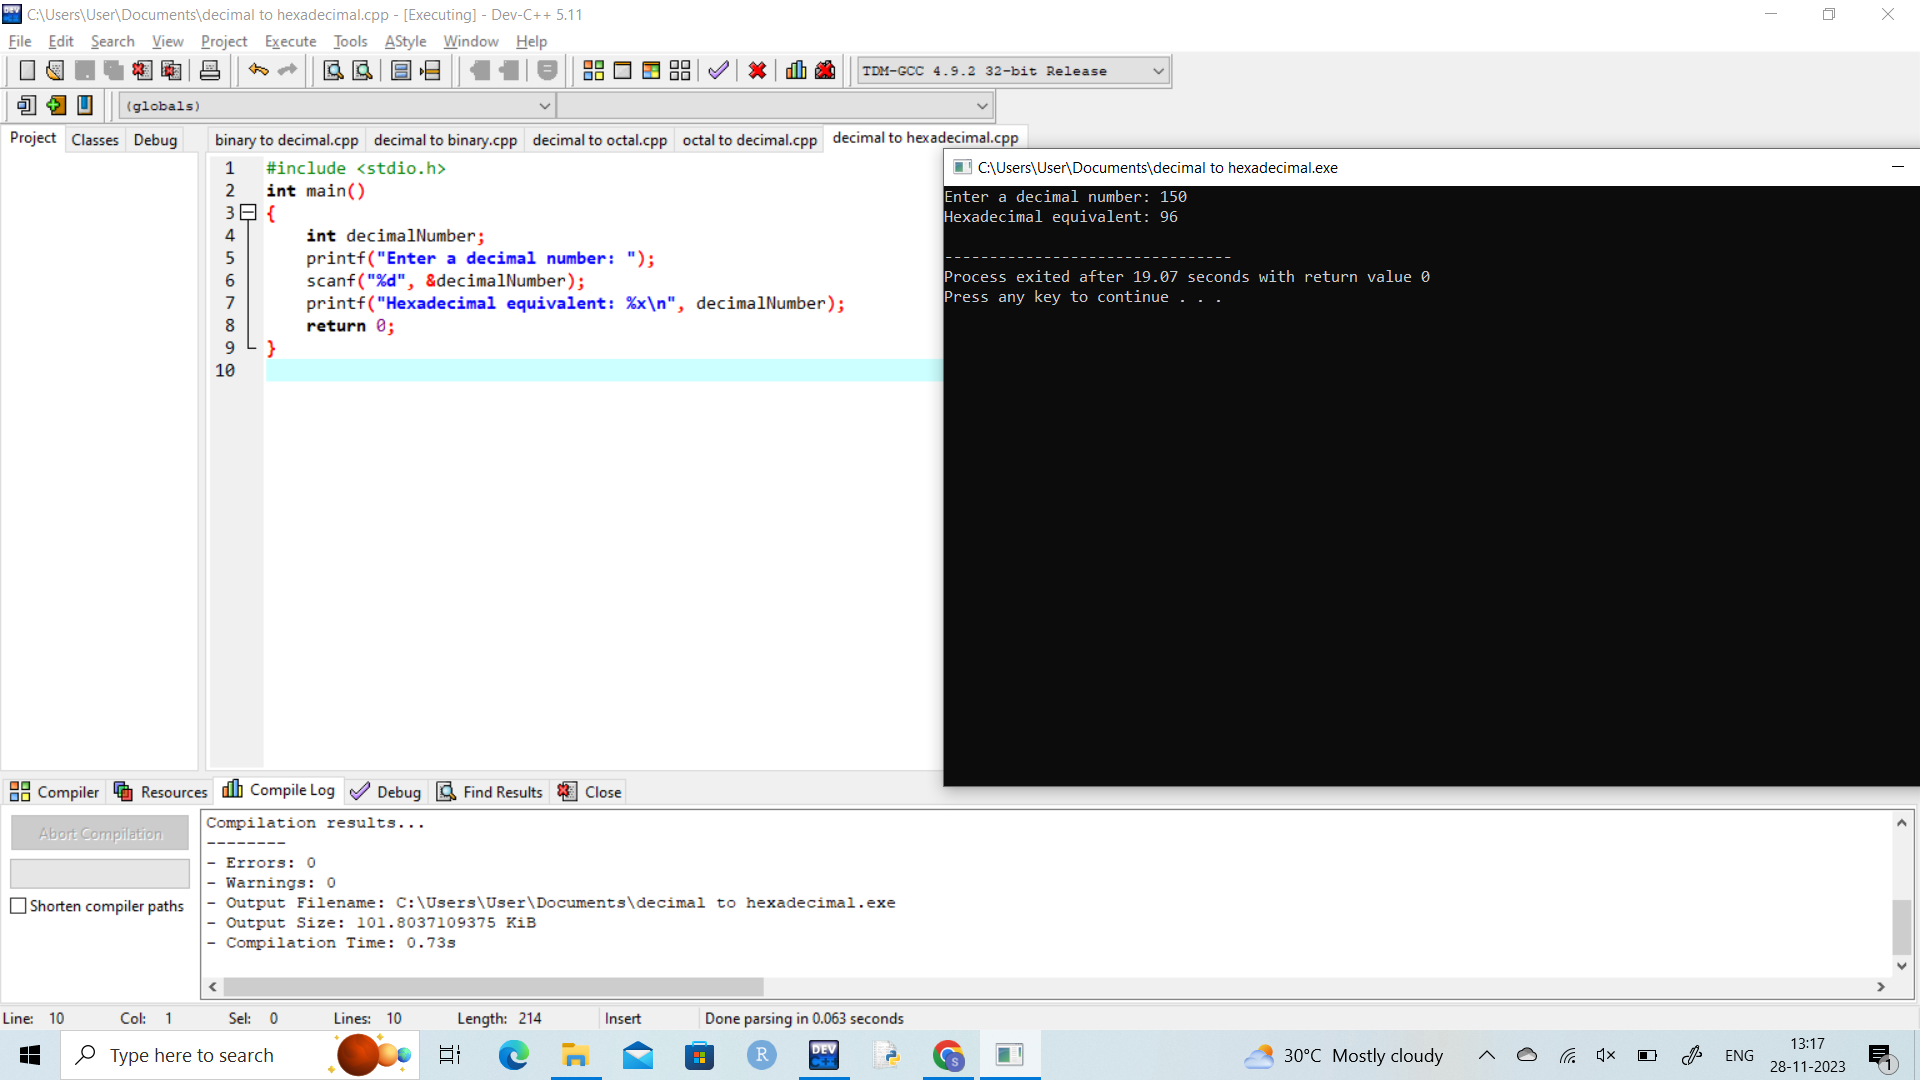 C:\Users\User\Documents\decimal to hexadecimal.cpp - [Executing] - Dev-C++ 5.11
File Edit Search View Project Execute Tools AStyle Window Help
TDM-GCC 4.9.2 32-bit Release
(globals)
Project Classes Debug
binary to decimal.cpp decimal to binary.cpp decimal to octal.cpp octal to decimal.cpp decimal to hexadecimal.cpp
1 #include <stdio.h>
2 int main()
3 {
4 int decimalNumber;
5 printf("Enter a decimal number: ");
6 scanf("%d", &decimalNumber);
7 printf("Hexadecimal equivalent: %x\n", decimalNumber);
8 return 0;
9 }
10
C:\Users\User\Documents\decimal to hexadecimal.exe
Enter a decimal number: 150
Hexadecimal equivalent: 96
--------------------------------
Process exited after 19.07 seconds with return value 0
Press any key to continue . . .
Compiler Resources Compile Log Debug Find Results Close
Abort Compilation
Shorten compiler paths
Compilation results...
--------
- Errors: 0
- Warnings: 0
- Output Filename: C:\Users\User\Documents\decimal to hexadecimal.exe
- Output Size: 101.8037109375 KiB
- Compilation Time: 0.73s
Line: 10 Col: 1 Sel: 0 Lines: 10 Length: 214 Insert Done parsing in 0.063 seconds
Type here to search
R
DEV C++
S
30°C Mostly cloudy
ENG
13:17
28-11-2023
1